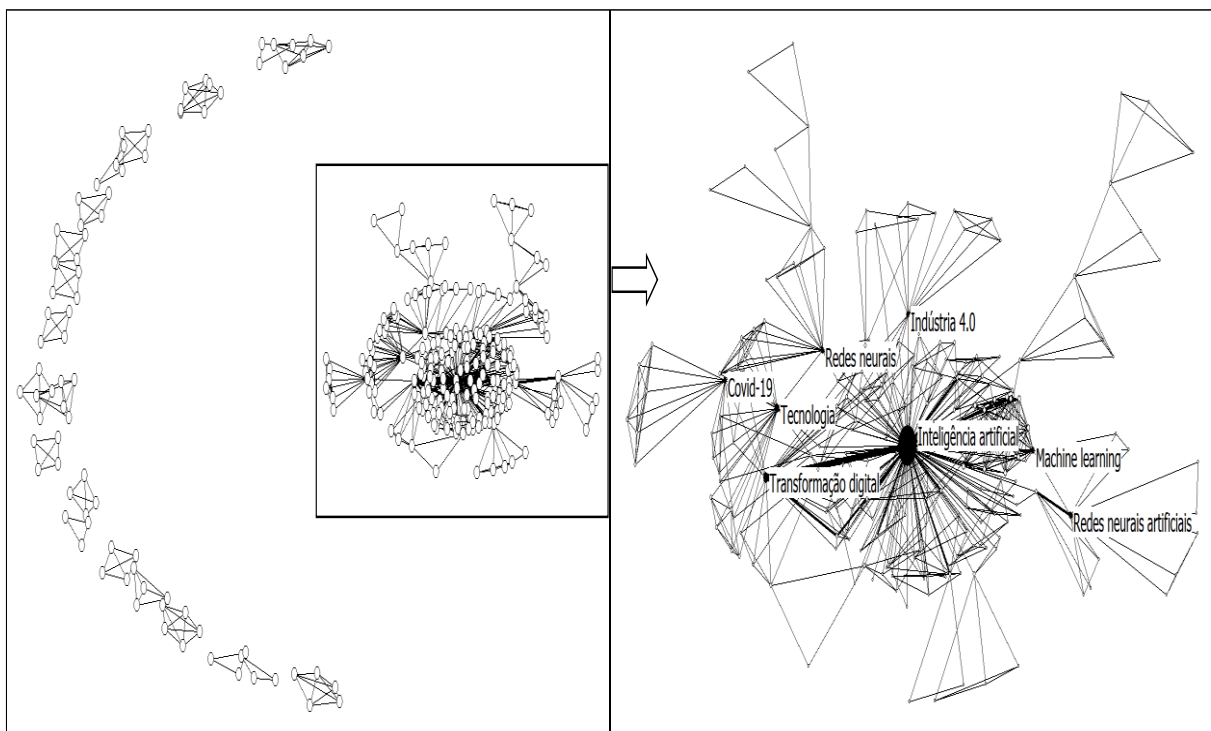 Indústria 4.0
Redes neurais
Covid-19
Tecnologia
Inteligência artificial
Machine learning
Transformação digital
Redes neurais artificiais